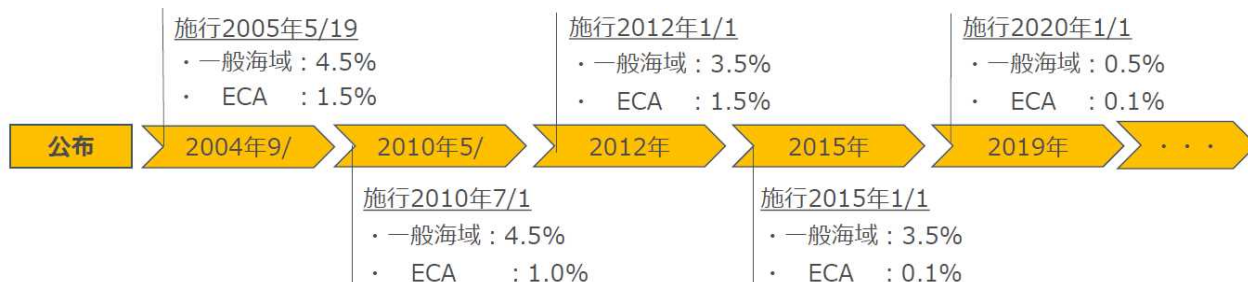 施行2005年5/19
・一般海域：4.5%
・ ECA ：1.5%
施行2012年1/1
・一般海域：3.5%
・ ECA ：1.5%
施行2020年1/1
・一般海域：0.5%
・ ECA ：0.1%
公布
2004年9/
2010年5/
2012年
2015年
2019年
・・・
施行2010年7/1
・一般海域：4.5%
・ ECA ：1.0%
施行2015年1/1
・一般海域：3.5%
・ ECA ：0.1%